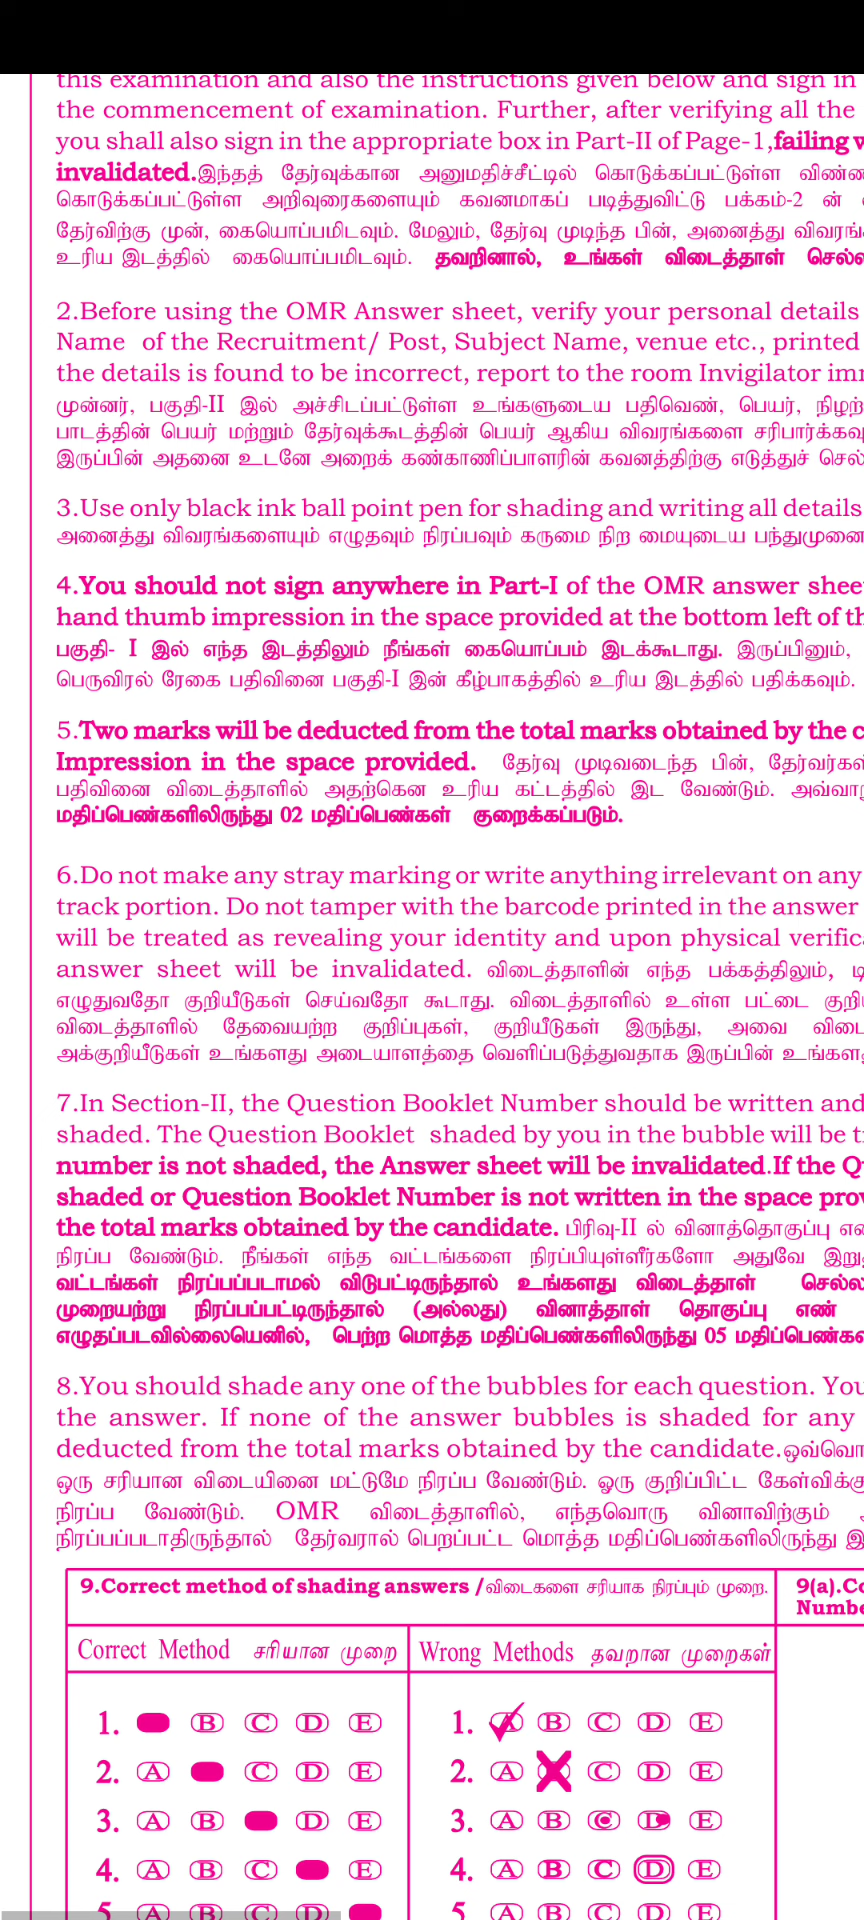 this examination and also the instructions given below and sign in
the commencement of examination. Further, after verifying all the
you shall also sign in the appropriate box in Part-II of Page-1,failing
invalidated.இந்தத் தேர்வுக்கான அனுமதிச்சீட்டில் கொடுக்கப்பட்டுள்ள
கொடுக்கப்பட்டுள்ள அறிவுரைகளையும் கவனமாகப் படித்துவிட்டு பக்கம்-2 ன்
தேர்விற்கு முன், கையொப்பமிடவும். மேலும், தேர்வு முடிந்த பின், அனைத்து
உரிய இடத்தில் கையொப்பமிடவும். தவறினால், உங்கள் விடைத்தாள்
2.Before using the OMR Answer sheet, verify your personal details
Name of the Recruitment/ Post, Subject Name, venue etc., printed
the details is found to be incorrect, report to the room Invigilator
முன்னர், பகுதி-II இல் அச்சிடப்பட்டுள்ள உங்களுடைய பதிவெண், பெயர்,
பாடத்தின் பெயர் மற்றும் தேர்வுக்கூடத்தின் பெயர் ஆகிய விவரங்களை
இருப்பின் அதனை உடனே அறைக் கண்காணிப்பாளரின் கவனத்திற்கு எடுத்துச்
3.Use only black ink ball point pen for shading and writing all details
அனைத்து விவரங்களையும் எழுதவும் நிரப்பவும் கருமை நிற மையுடைய
4.You should not sign anywhere in Part-I of the OMR answer
hand thumb impression in the space provided at the bottom left of
பகுதி- I இல் எந்த இடத்திலும் நீங்கள் கையொப்பம் இடக்கூடாது. இருப்பினும்,
பெருவிரல் ரேகை பதிவினை பகுதி-I இன் கீழ்பாகத்தில் உரிய இடத்தில் பதிக்கவும்.
5.Two marks will be deducted from the total marks obtained by the
Impression in the space provided. தேர்வு முடிவடைந்த பின்,
பதிவினை விடைத்தாளில் அதற்கென உரிய கட்டத்தில் இட வேண்டும்.
மதிப்பெண்களிலிருந்து 02 மதிப்பெண்கள் குறைக்கப்படும்.
6.Do not make any stray marking or write anything irrelevant on any
track portion. Do not tamper with the barcode printed in the answer
will be treated as revealing your identity and upon physical
answer sheet will be invalidated. விடைத்தாளின் எந்த பக்கத்திலும்,
எழுதுவதோ குறியீடுகள் செய்வதோ கூடாது. விடைத்தாளில் உள்ள பட்டை
விடைத்தாளில் தேவையற்ற குறிப்புகள், குறியீடுகள் இருந்து, அவை
அக்குறியீடுகள் உங்களது அடையாளத்தை வெளிப்படுத்துவதாக இருப்பின்
7.In Section-II, the Question Booklet Number should be written and
shaded. The Question Booklet shaded by you in the bubble will be
number is not shaded, the Answer sheet will be invalidated.If the
shaded or Question Booklet Number is not written in the space
the total marks obtained by the candidate. பிரிவு-II ல் வினாத்தொகுப்பு
நிரப்ப வேண்டும். நீங்கள் எந்த வட்டங்களை நிரப்பியுள்ளீர்களோ அதுவே
வட்டங்கள் நிரப்பப்படாமல் விடுபட்டிருந்தால் உங்களது விடைத்தாள்
முறையற்று நிரப்பப்பட்டிருந்தால் (அல்லது) வினாத்தாள் தொகுப்பு எண்
எழுதப்படவில்லையெனில், பெற்ற மொத்த மதிப்பெண்களிலிருந்து 05
8.You should shade any one of the bubbles for each question. You
the answer. If none of the answer bubbles is shaded for any
deducted from the total marks obtained by the candidate.
ஒரு சரியான விடையினை மட்டுமே நிரப்ப வேண்டும். ஓரு குறிப்பிட்ட
நிரப்ப வேண்டும். OMR விடைத்தாளில், எந்தவொரு வினாவிற்கும்
நிரப்பப்படாதிருந்தால் தேர்வரால் பெறப்பட்ட மொத்த மதிப்பெண்களிலிருந்து
9.Correct method of shading answers /விடைகளை சரியாக நிரப்பும் முறை.
9(a).
Correct Method சரியான முறை
Wrong Methods தவறான முறைகள்
1. B C D E
1. A B C D E
2. A C D E
2. A C D E
3. A B D E
3. A B C D E
4. A B C E
4. A B C D E
5 A B C D
5 A B C D E